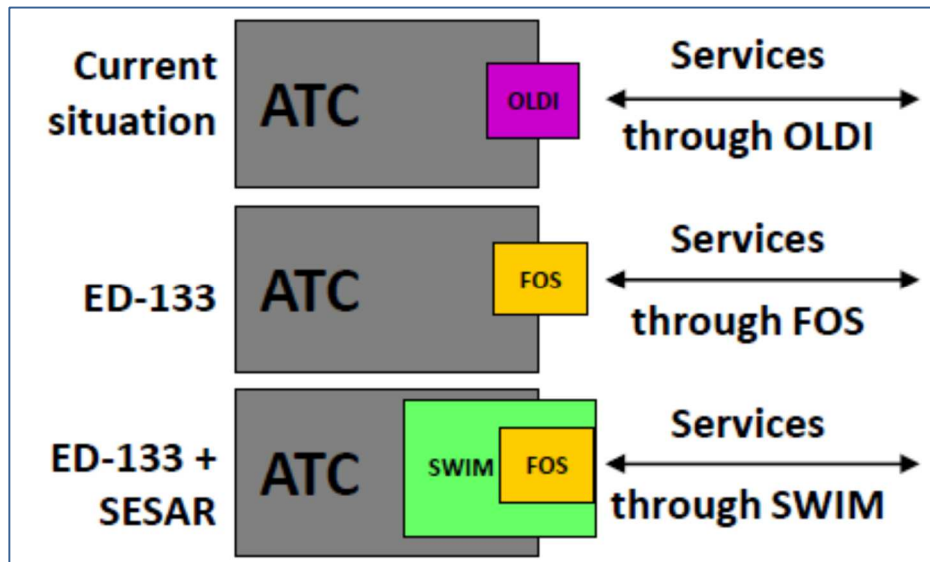 Current
situation
ATC
OLDI
Services
through OLDI
ED-133
ATC
FOS
Services
through FOS
ED-133 +
SESAR
ATC
SWIM
FOS
Services
through SWIM